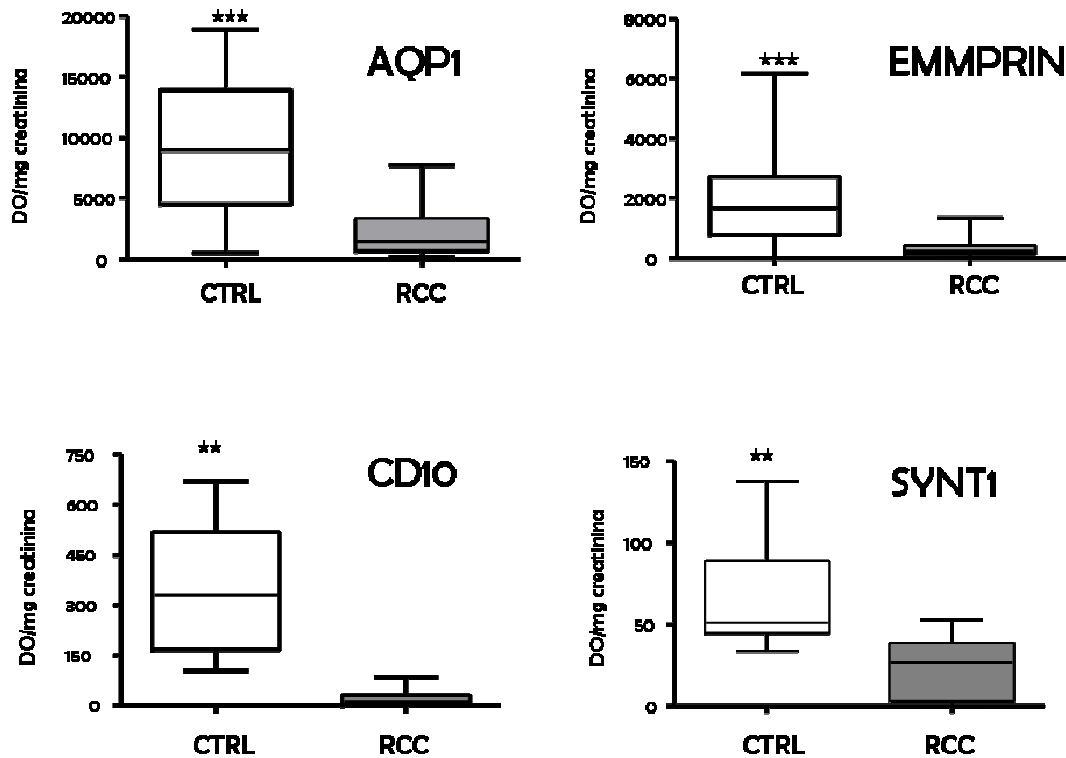 AQP1
***
DO/mg creatinina
20000
15000
10000
5000
0
CTRL RCC
EMMPRIN
***
DO/mg creatinina
8000
6000
4000
2000
0
CTRL RCC
CD10
**
DO/mg creatinina
750
600
450
300
150
0
CTRL RCC
SYNT1
**
DO/mg creatinina
150
100
50
0
CTRL RCC